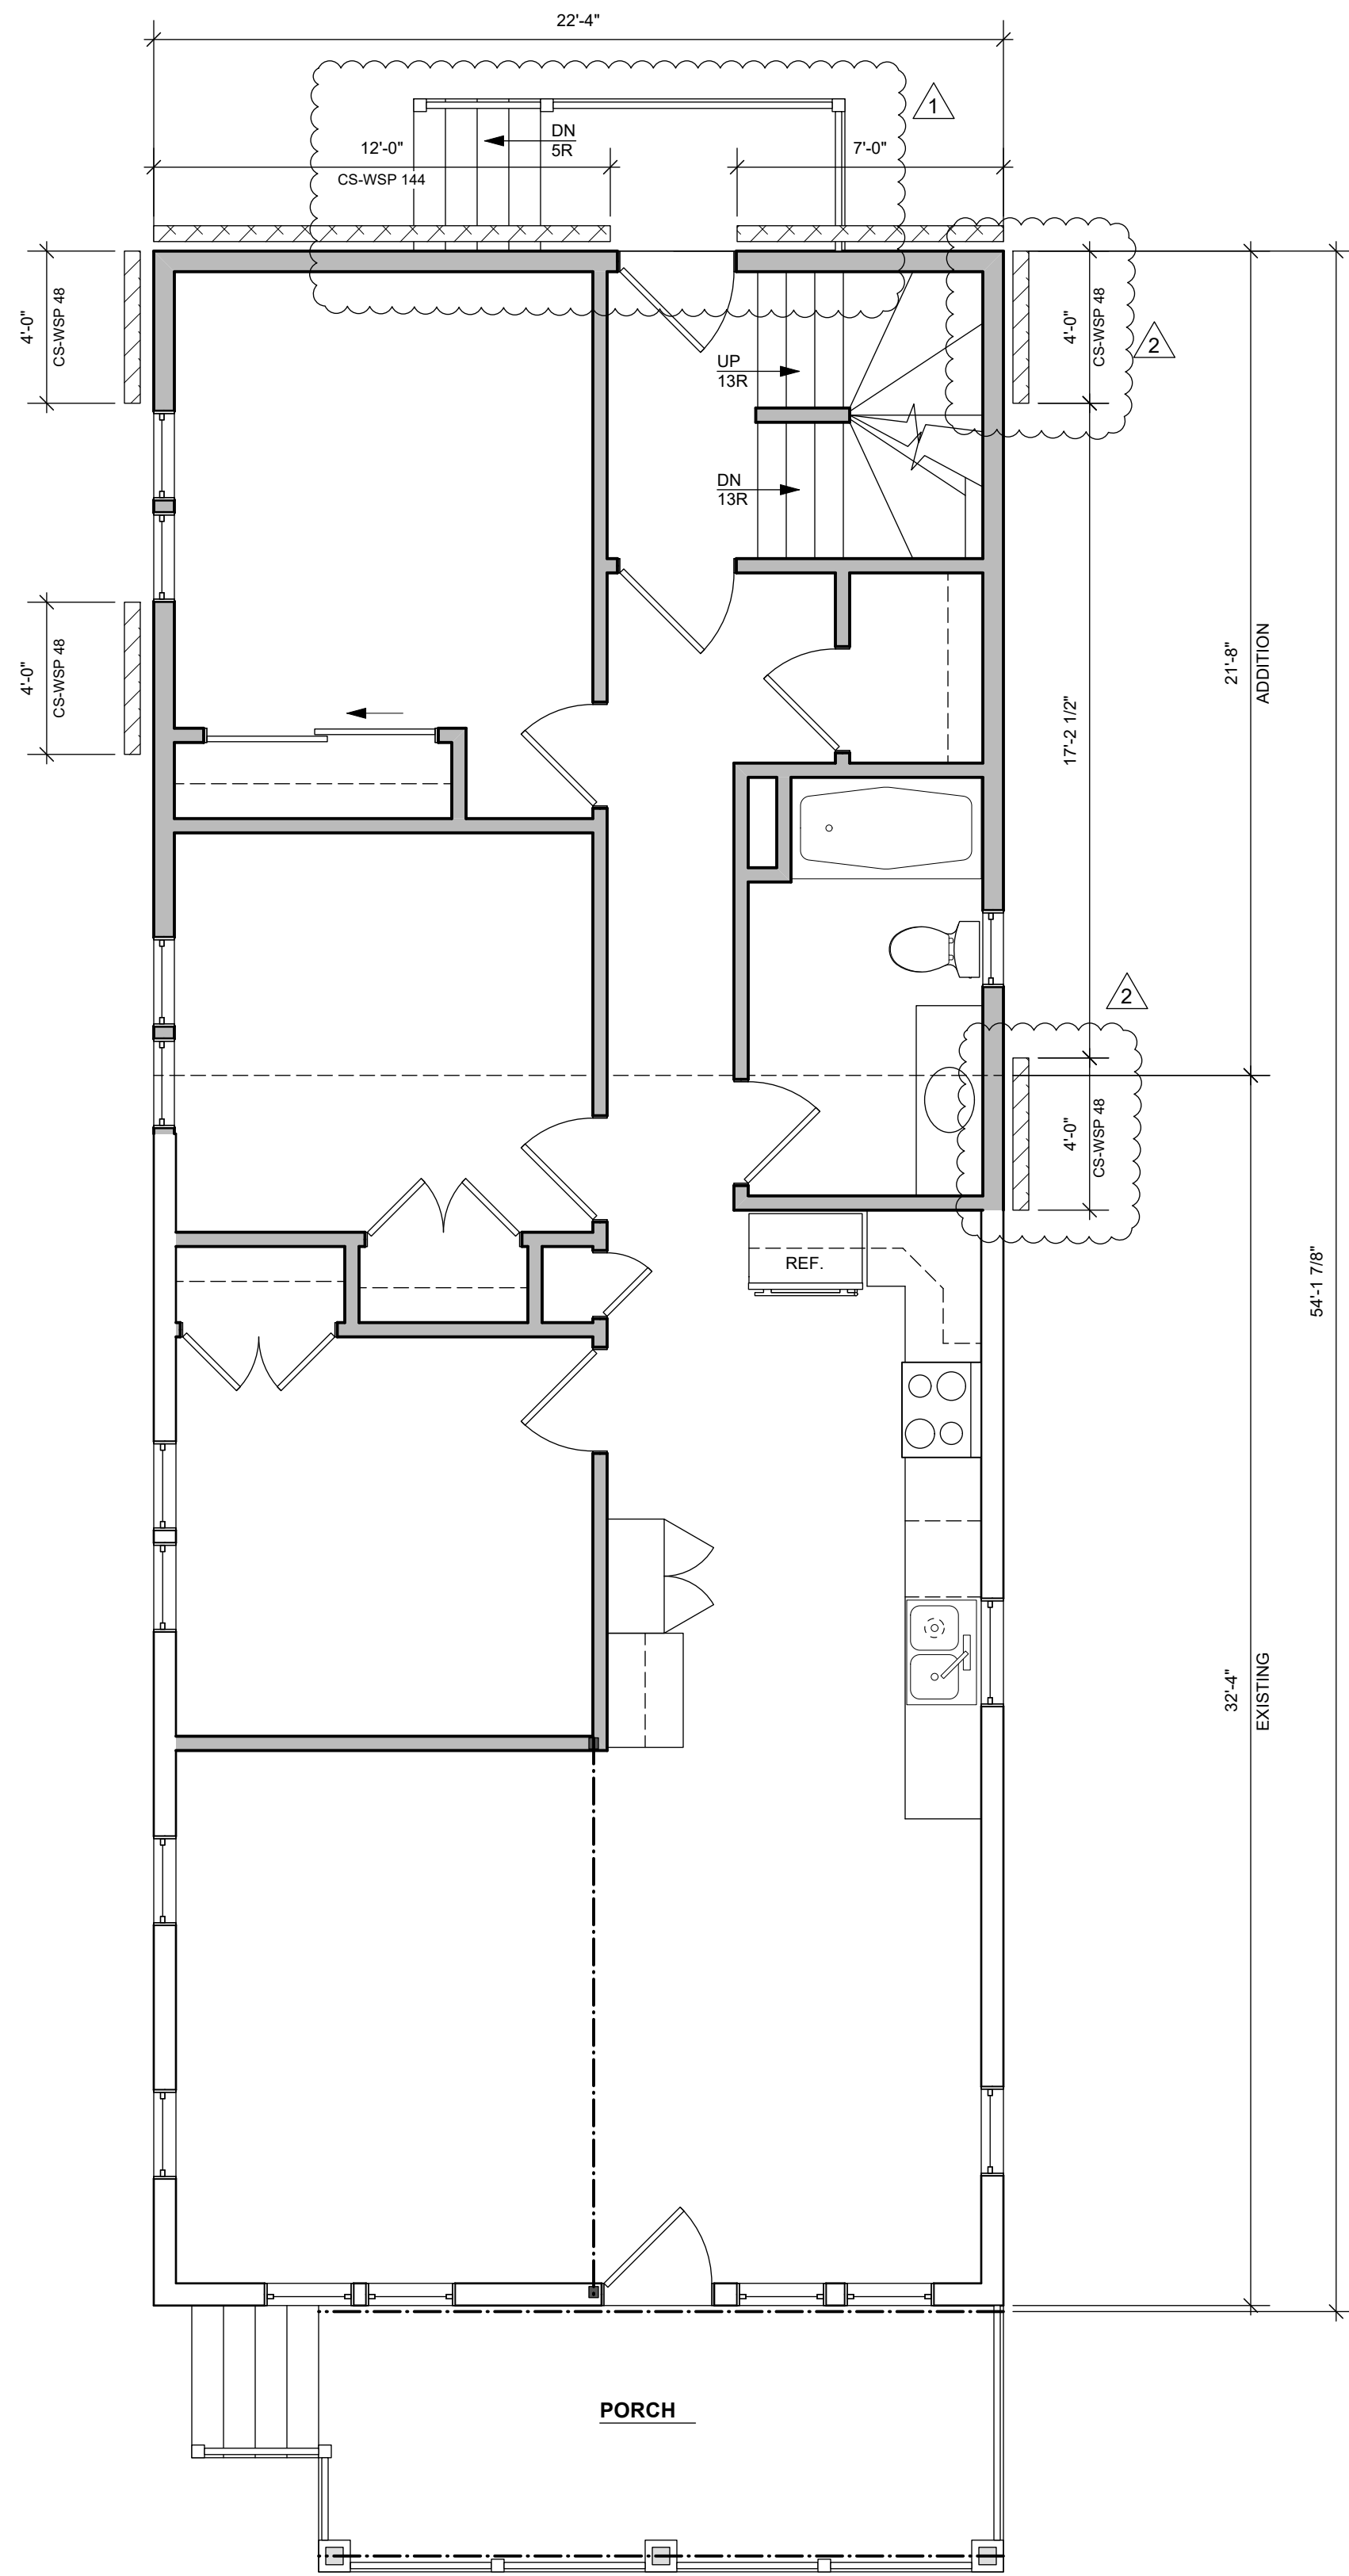 22'-4"
1
DN
5R
12'-0"
7'-0"
CS-WSP 144
4'-0"
CS-WSP 48
4'-0"
CS-WSP 48
2
UP
13R
DN
13R
4'-0"
CS-WSP 48
21'-8"
ADDITION
17'-2 1/2"
2
4'-0"
CS-WSP 48
REF.
54'-1 7/8"
32'-4"
EXISTING
PORCH